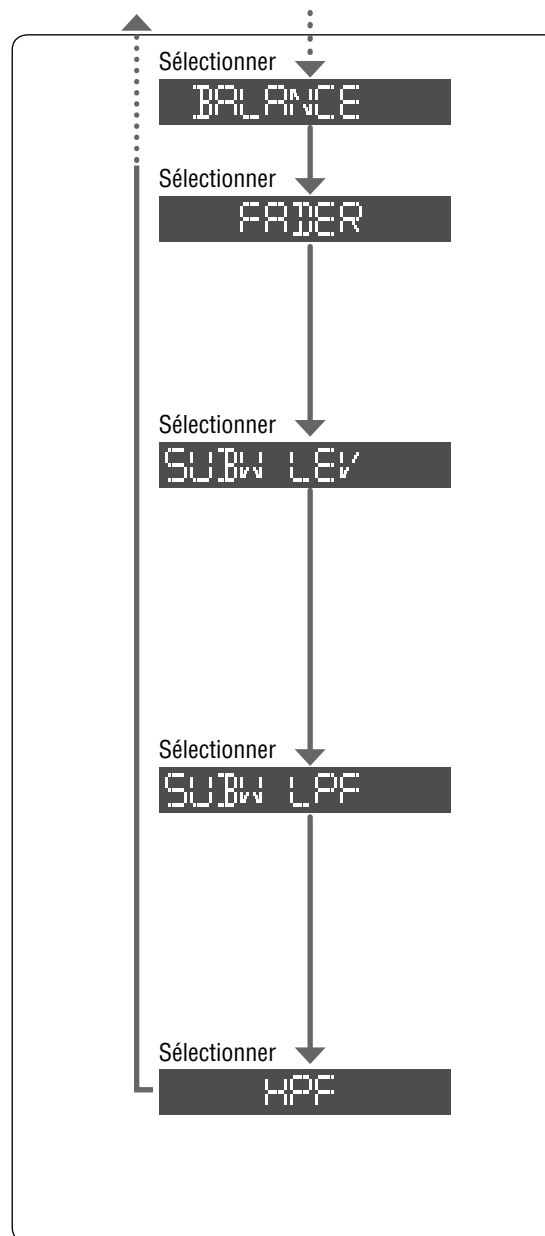 Sélectionner
BALANCE
Sélectionner
FADER
Sélectionner
SUBW LEV
Sélectionner
SUBW LPF
Sélectionner
HPF